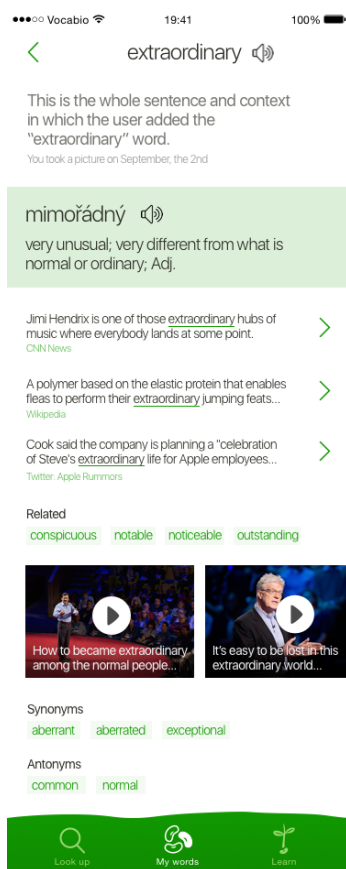 ●●●○○ Vocabio 19:41 100%
extraordinary
This is the whole sentence and context
in which the user added the
“extraordinary” word.
You took a picture on September, the 2nd
mimořádný
very unusual; very different from what is
normal or ordinary; Adj.
Jimi Hendrix is one of those extraordinary hubs of
music where everybody lands at some point.
CNN News
A polymer based on the elastic protein that enables
fleas to perform their extraordinary jumping feats...
Wikipedia
Cook said the company is planning a "celebration
of Steve's extraordinary life for Apple employees...
Twitter: Apple Rummors
Related
conspicuous notable noticeable outstanding
How to became extraordinary
among the normal people...
It's easy to be lost in this
extraordinary world...
Synonyms
aberrant aberrated exceptional
Antonyms
common normal
Look up My words Learn